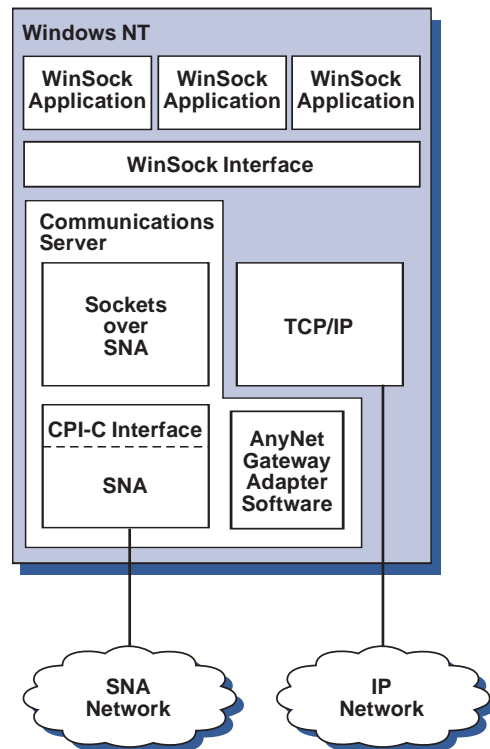 Windows NT
WinSock
Application
WinSock
Application
WinSock
Application
WinSock Interface
Communications
Server
Sockets
over
SNA
TCP/IP
CPI-C Interface
SNA
AnyNet
Gateway
Adapter
Software
SNA
Network
IP
Network